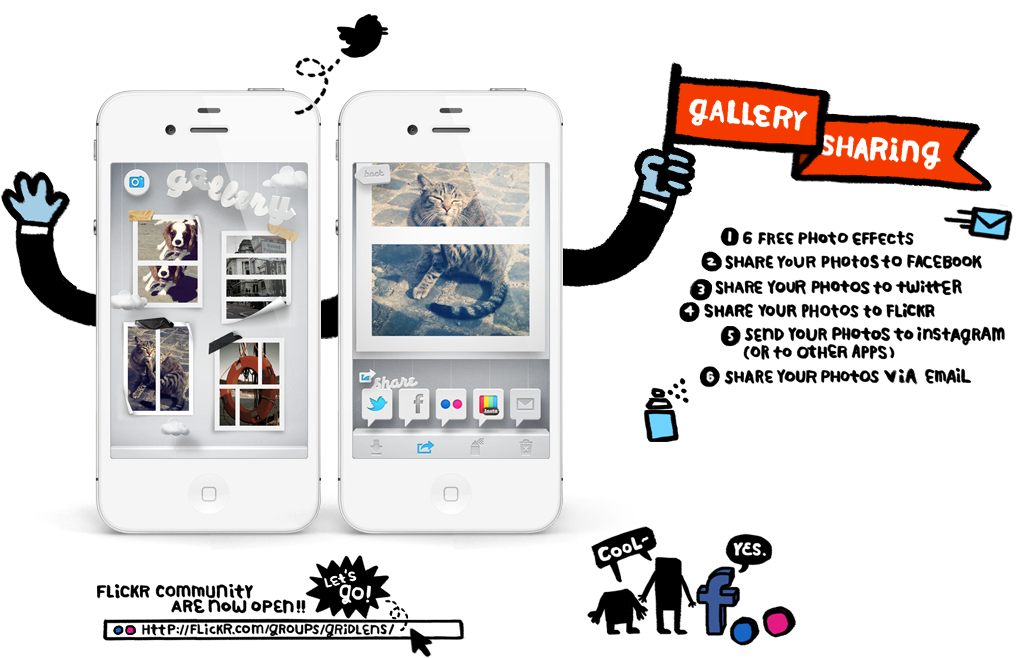 GALLERY
SHARING
gallery
back
share
Insta
1 6 FREE PHOTO EFFECTS
2 SHARE YOUR PHOTOS TO FACEBOOK
3 SHARE YOUR PHOTOS TO TWITTER
4 SHARE YOUR PHOTOS TO FLICKR
5 SEND YOUR PHOTOS TO INSTAGRAM
(OR TO OTHER APPS)
6 SHARE YOUR PHOTOS VIA EMAIL
COOL-
YES.
f
FLICKR COMMUNITY
ARE NOW OPEN!!
LET'S
GO!
HTTP://FLICKR.COM/GROUPS/GRIDLENS/